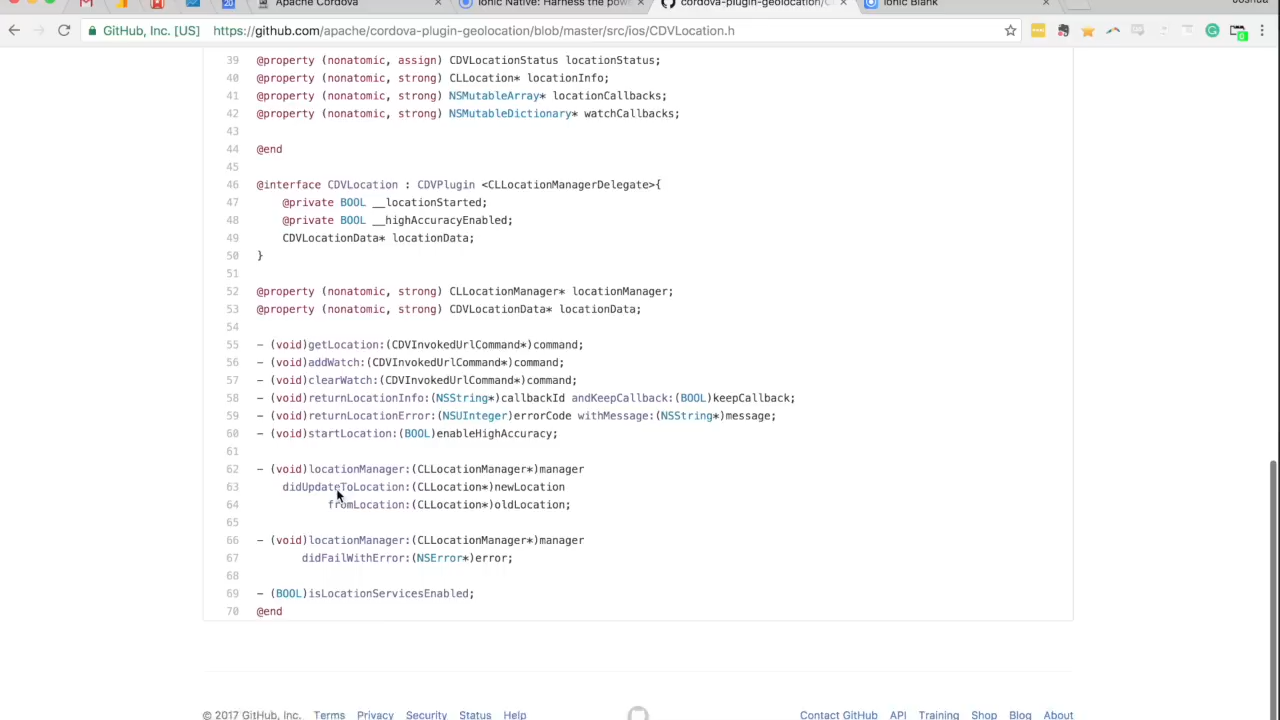 20
Apache Cordova
Ionic Native: Harness the pow
cordova-plugin-geolocation/c
Ionic Blank
Joshua
GitHub, Inc. [US] https://github.com/apache/cordova-plugin-geolocation/blob/master/src/ios/CDVLocation.h
39 @property (nonatomic, assign) CDVLocationStatus locationStatus;
40 @property (nonatomic, strong) CLLocation* locationInfo;
41 @property (nonatomic, strong) NSMutableArray* locationCallbacks;
42 @property (nonatomic, strong) NSMutableDictionary* watchCallbacks;
43
44 @end
45
46 @interface CDVLocation : CDVPlugin <CLLocationManagerDelegate>{
47 @private BOOL __locationStarted;
48 @private BOOL __highAccuracyEnabled;
49 CDVLocationData* locationData;
50 }
51
52 @property (nonatomic, strong) CLLocationManager* locationManager;
53 @property (nonatomic, strong) CDVLocationData* locationData;
54
55 - (void)getLocation:(CDVInvokedUrlCommand*)command;
56 - (void)addWatch:(CDVInvokedUrlCommand*)command;
57 - (void)clearWatch:(CDVInvokedUrlCommand*)command;
58 - (void)returnLocationInfo:(NSString*)callbackId andKeepCallback:(BOOL)keepCallback;
59 - (void)returnLocationError:(NSUInteger)errorCode withMessage:(NSString*)message;
60 - (void)startLocation:(BOOL)enableHighAccuracy;
61
62 - (void)locationManager:(CLLocationManager*)manager
63 didUpdateToLocation:(CLLocation*)newLocation
64 fromLocation:(CLLocation*)oldLocation;
65
66 - (void)locationManager:(CLLocationManager*)manager
67 didFailWithError:(NSError*)error;
68
69 - (BOOL)isLocationServicesEnabled;
70 @end
© 2017 GitHub, Inc. Terms Privacy Security Status Help Contact GitHub API Training Shop Blog About